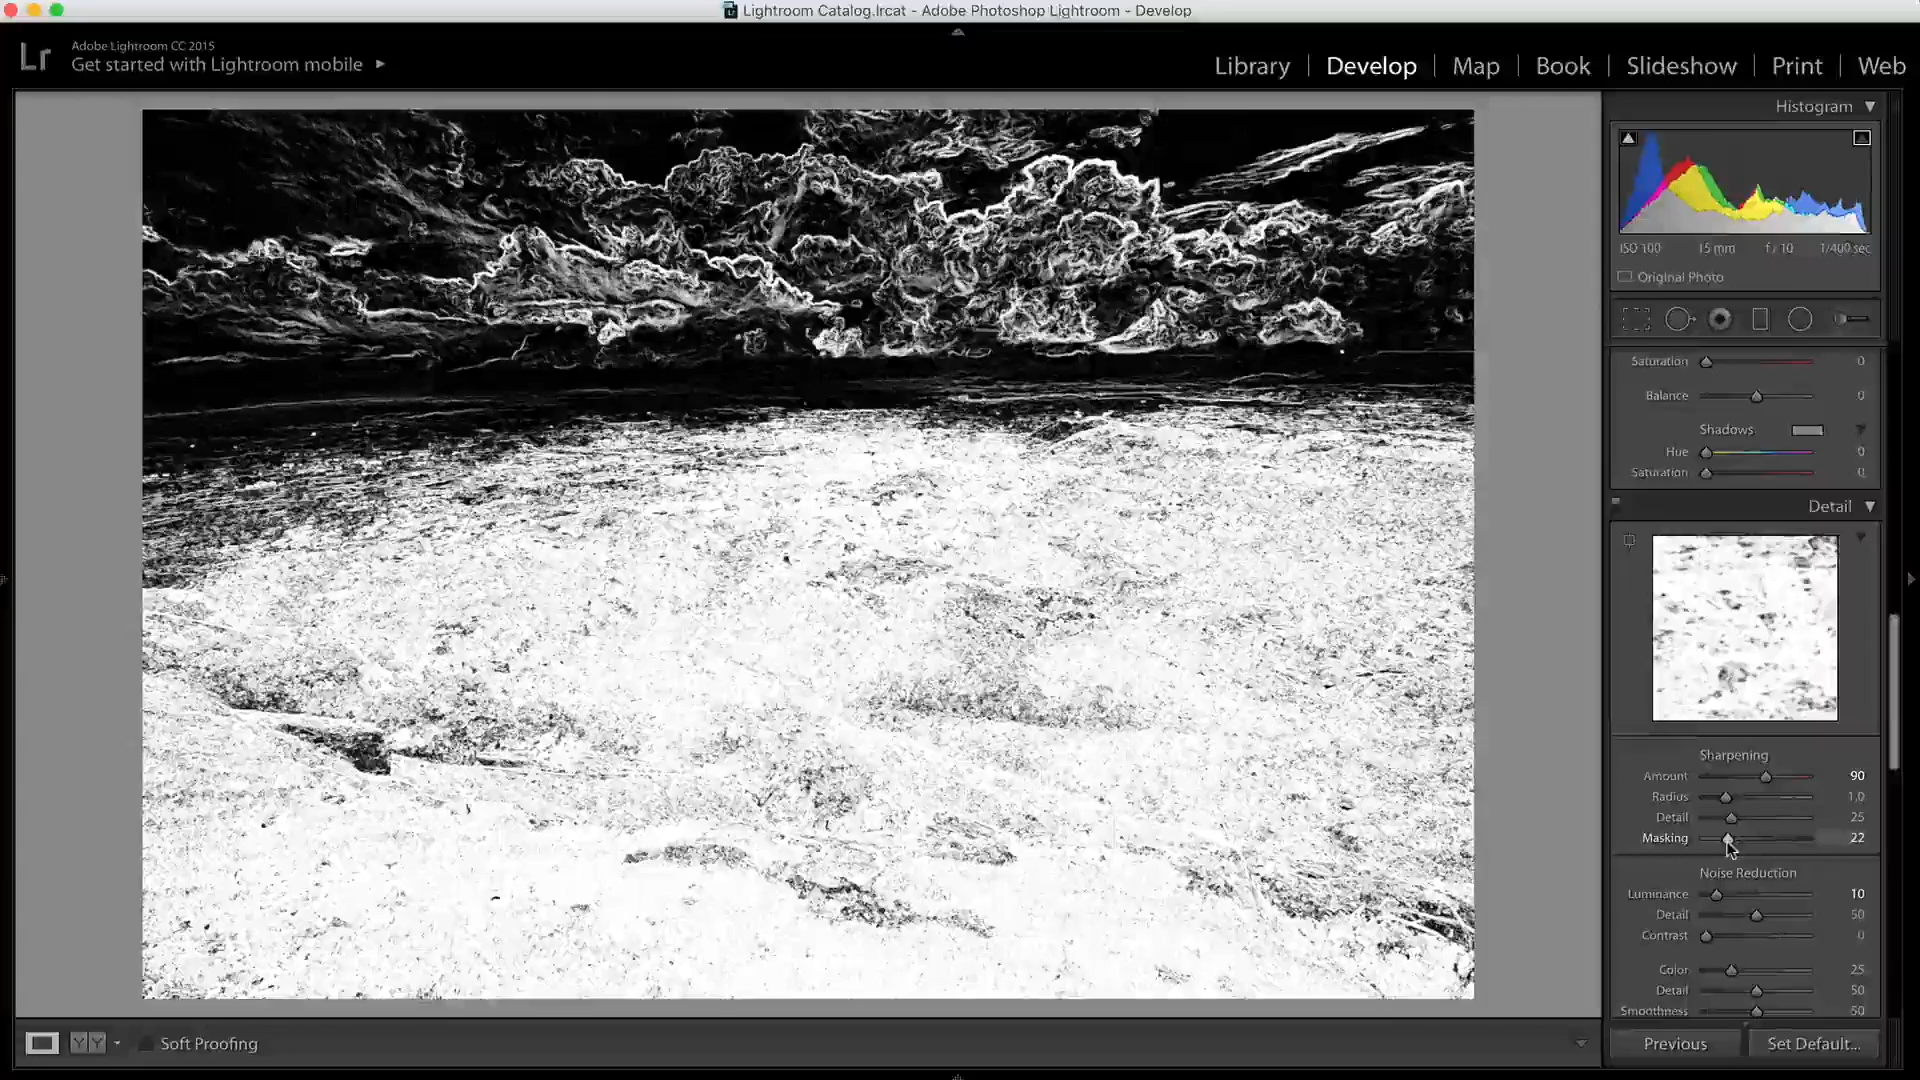 Lightroom Catalog.lrcat - Adobe Photoshop Lightroom - Develop
Lr
Adobe Lightroom CC 2015
Get started with Lightroom mobile
Library | Develop | Map | Book | Slideshow | Print | Web
Histogram
ISO 100 15 mm f / 10 1/400 sec
Original Photo
Saturation 0
Balance 0
Shadows
Hue 0
Saturation 0
Detail
Sharpening
Amount 90
Radius 1,0
Detail 25
Masking 22
Noise Reduction
Luminance 10
Detail 50
Contrast 0
Color 25
Detail 50
Smoothness 50
YY Soft Proofing
Previous Set Default...